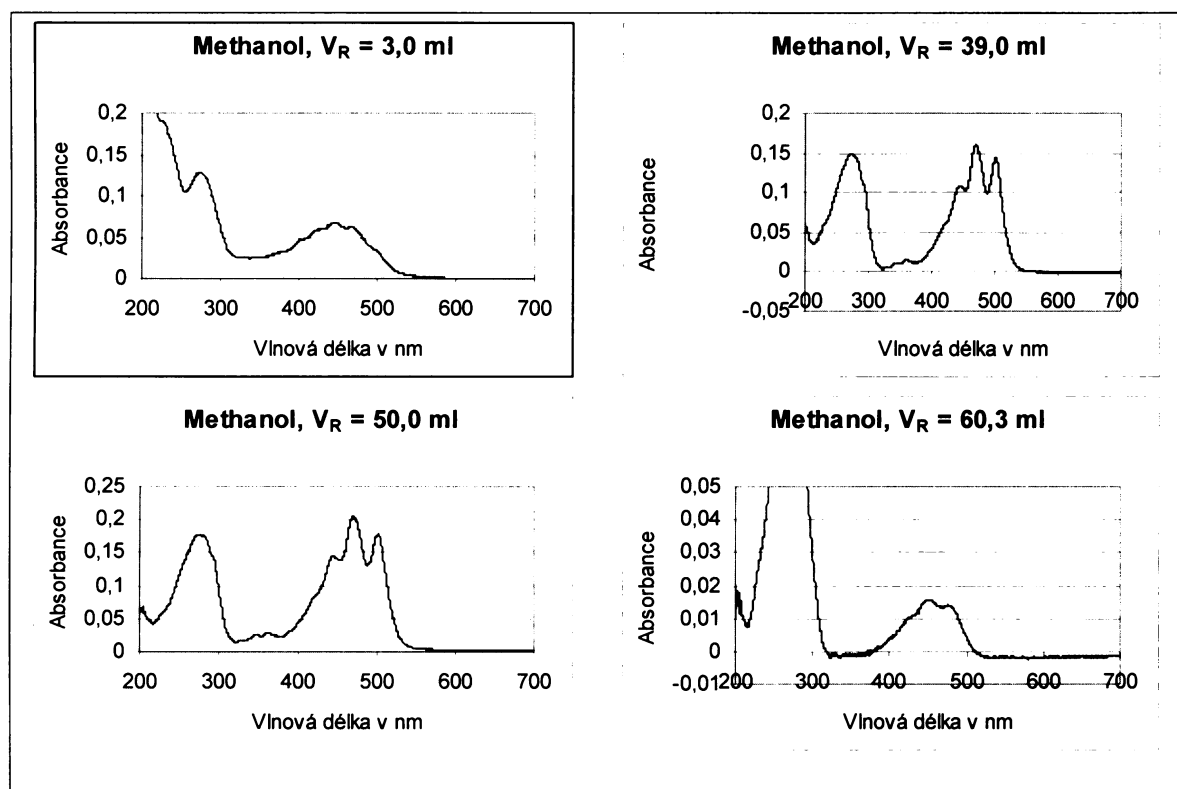 Methanol, VR = 3,0 ml
0,2
0,15
0,1
0,05
0
Absorbance
200 300 400 500 600 700
Vlnová délka v nm
Methanol, VR = 39,0 ml
0,2
0,15
0,1
0,05
0
-0,05
Absorbance
200 300 400 500 600 700
Vlnová délka v nm
Methanol, VR = 50,0 ml
0,25
0,2
0,15
0,1
0,05
0
Absorbance
200 300 400 500 600 700
Vlnová délka v nm
Methanol, VR = 60,3 ml
0,05
0,04
0,03
0,02
0,01
0
-0,01
Absorbance
200 300 400 500 600 700
Vlnová délka v nm